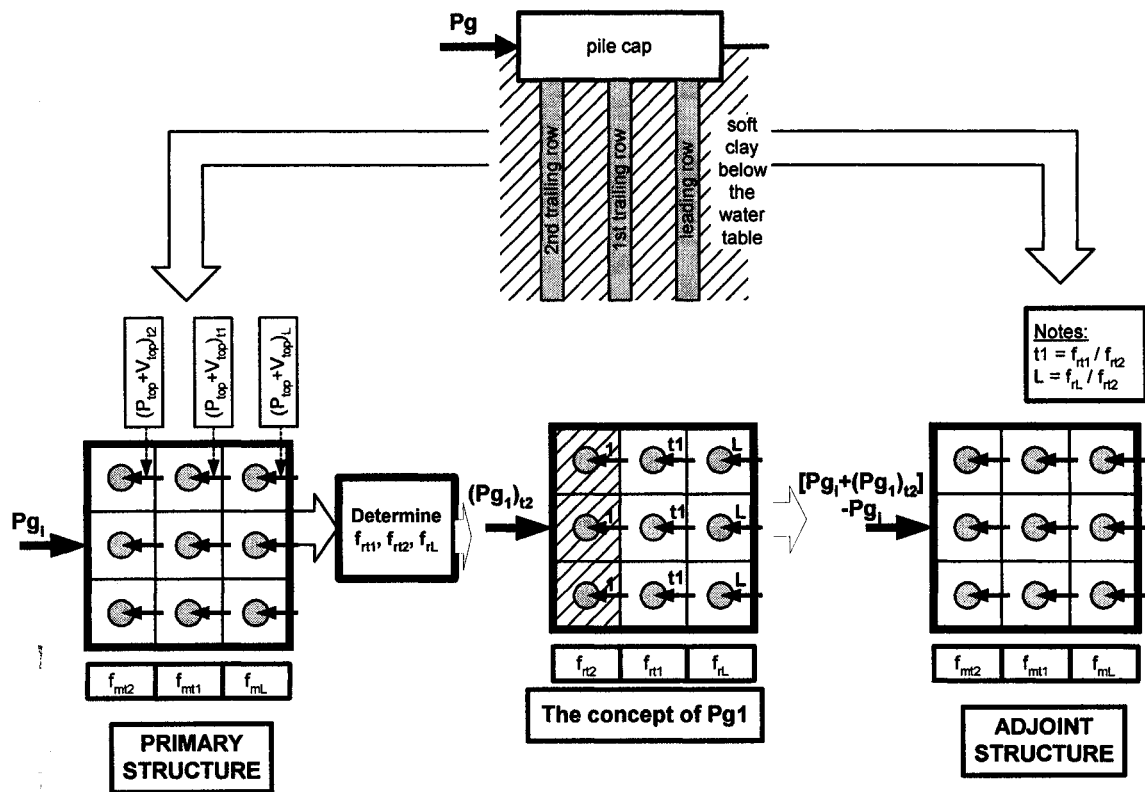 Pg
pile cap
2nd trailing row
1st trailing row
leading row
soft
clay
below
the
water
table
Notes:
t1 = f_rt1 / f_rt2
L = f_rL / f_rt2
(P_top+V_top)_t2
(P_top+V_top)_t1
(P_top+V_top)_L
Pg_i
Determine
f_rt1, f_rt2, f_rL
(Pg_1)_t2
1 t1 L
1 t1 L
1 t1 L
[Pg_i+(Pg_1)_t2]
-Pg_i
f_mt2 f_mt1 f_mL
f_rt2 f_rt1 f_rL
f_mt2 f_mt1 f_mL
PRIMARY
STRUCTURE
The concept of Pg1
ADJOINT
STRUCTURE